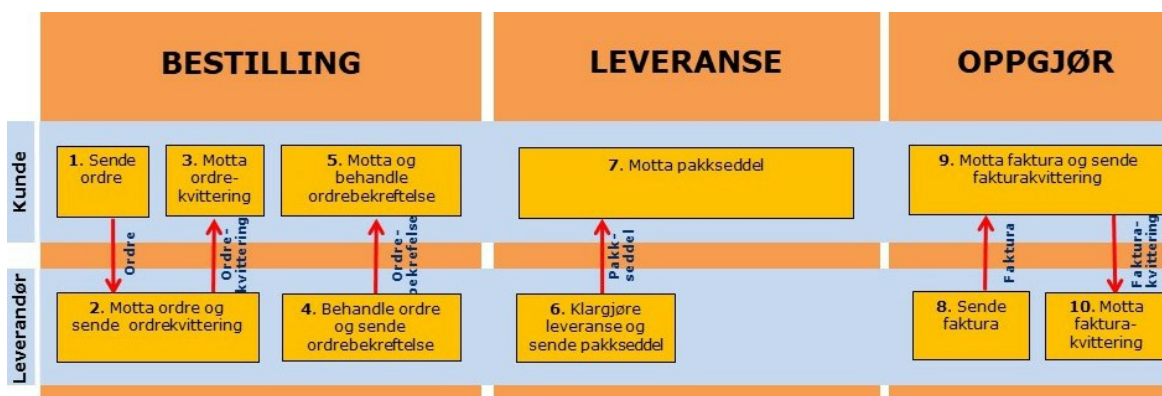 BESTILLING
LEVERANSE
OPPGJØR
Kunde
1. Sende
ordre
3. Motta
ordre-
kvittering
5. Motta og
behandle
ordrebekreftelse
7. Motta pakkseddel
9. Motta faktura og sende
fakturakvittering
Ordre
Ordre-
kvittering
Ordre-
bekrefelse
Pakk-
seddel
Faktura
Faktura-
kvittering
Leverandør
2. Motta ordre og
sende ordrekvittering
4. Behandle ordre
og sende
ordrebekreftelse
6. Klargjøre
leveranse og
sende pakkseddel
8. Sende
faktura
10. Motta
faktura-
kvittering